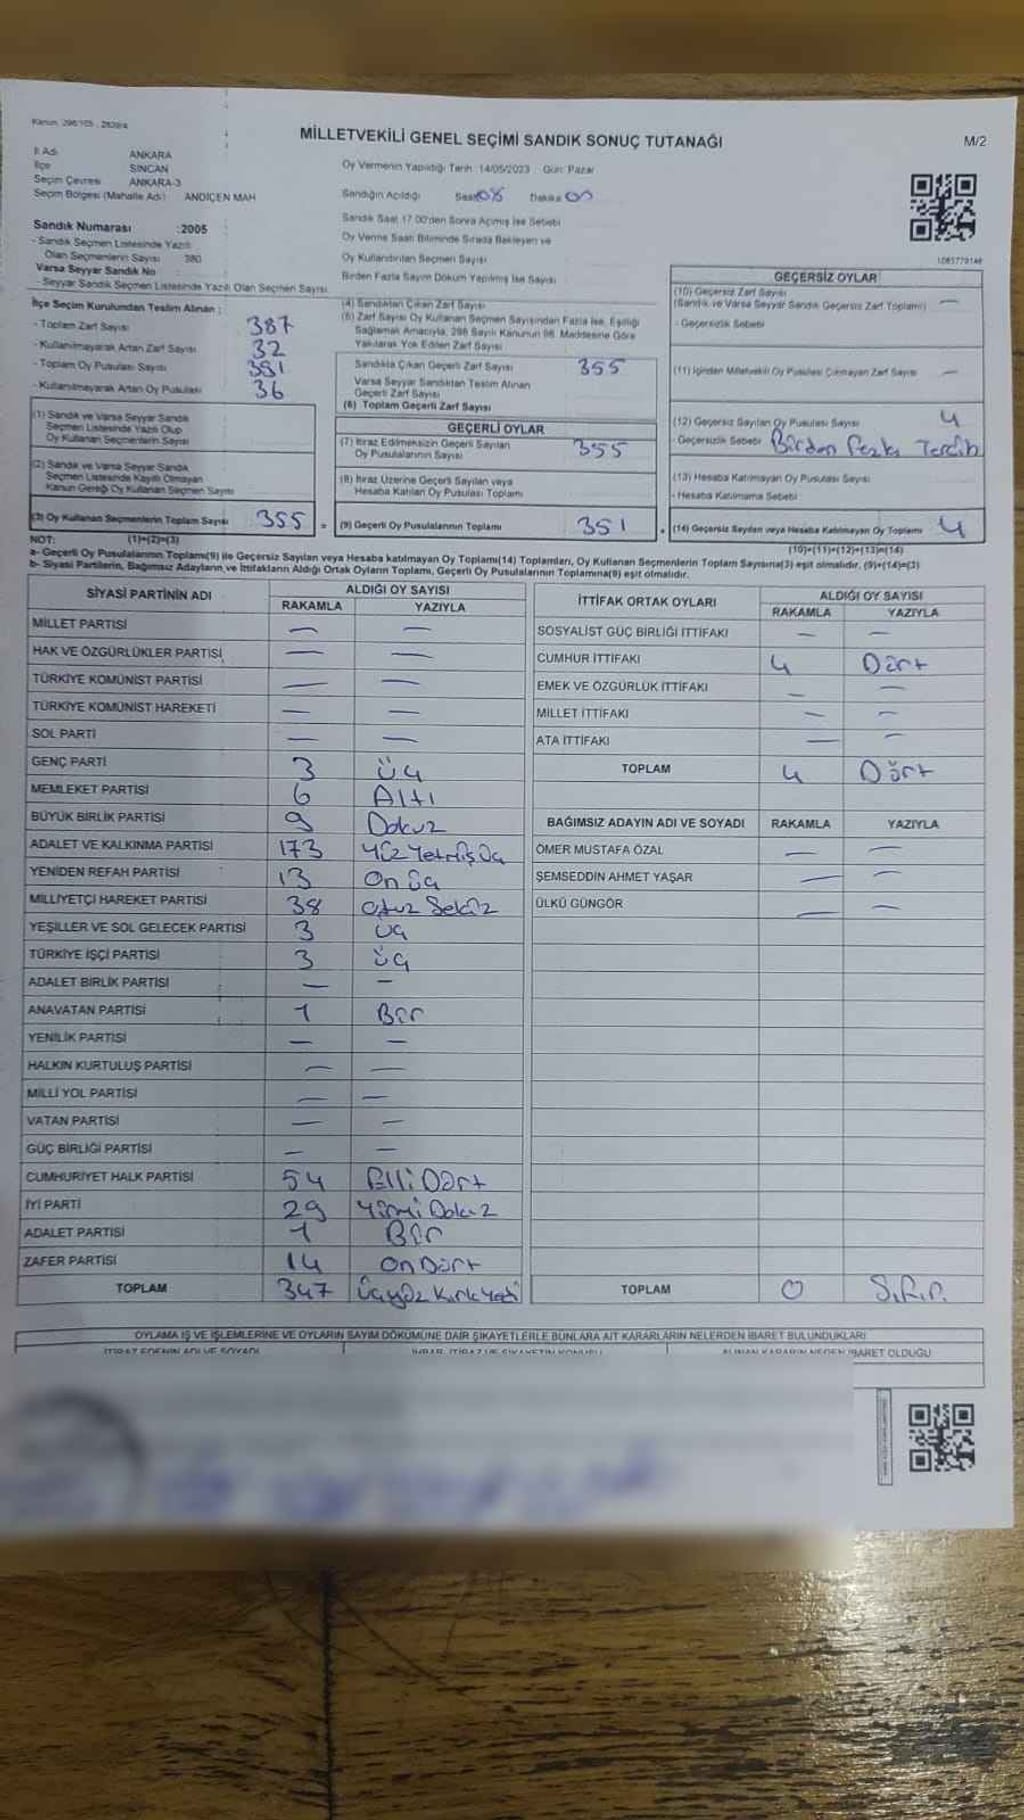 MİLLETVEKİLİ GENEL SEÇİMİ SANDIK SONUÇ TUTANAĞI
M/2
İl Adı ANKARA
İlçe SİNCAN
Seçim Çevresi ANKARA-3
Seçim Bölgesi (Mahalle Adı) ANDİÇEN MAH
Sandık Numarası :2005
- Sandık Seçmen Listesinde Yazılı
Olan Seçmenlerin Sayısı 380
Varsa Seyyar Sandık No
- Seyyar Sandık Seçmen Listesinde Yazılı Olan Seçmen Sayısı
İlçe Seçim Kurulundan Teslim Alınan :
- Toplam Zarf Sayısı 387
- Kullanılmayarak Artan Zarf Sayısı 32
- Toplam Oy Pusulası Sayısı
- Kullanılmayarak Artan Oy Pusulası 36
(1) Sandık ve Varsa Seyyar Sandık
Seçmen Listesinde Yazılı Olup
Oy Kullanan Seçmenlerin Sayısı
(2) Sandık ve Varsa Seyyar Sandık
Seçmen Listesinde Kayıtlı Olmayan
Kanun Gereği Oy Kullanan Seçmen Sayısı
(3) Oy Kullanan Seçmenlerin Toplam Sayısı 355 =
(1)+(2)=(3)
Oy Vermenin Yapıldığı Tarih: 14/05/2023 Gün: Pazar
Sandığın Açıldığı Saat 08 Dakika 00
Sandık Saat 17.00'den Sonra Açılmış İse Sebebi
Oy Verme Saati Bitiminde Sırada Bekleyen ve
Oy Kullandırılan Seçmen Sayısı
Birden Fazla Sayım Döküm Yapılmış İse Sayısı
(4) Sandıktan Çıkan Zarf Sayısı
(5) Zarf Sayısı Oy Kullanan Seçmen Sayısından Fazla İse, Eşitliği
Sağlamak Amacıyla, 298 Sayılı Kanunun 98. Maddesine Göre
Yakılarak Yok Edilen Zarf Sayısı
Sandıkta Çıkan Geçerli Zarf Sayısı 355
Varsa Seyyar Sandıktan Teslim Alınan
Geçerli Zarf Sayısı
(6) Toplam Geçerli Zarf Sayısı
GEÇERLİ OYLAR
(7) İtiraz Edilmeksizin Geçerli Sayılan
Oy Pusulalarının Sayısı 355
(8) İtiraz Üzerine Geçerli Sayılan veya
Hesaba Katılan Oy Pusulası Toplamı
(9) Geçerli Oy Pusulalarının Toplamı 351 +
GEÇERSİZ OYLAR
(10) Geçersiz Zarf Sayısı
(Sandık ve Varsa Seyyar Sandık Geçersiz Zarf Toplamı) —
- Geçersizlik Sebebi
(11) İçinden Milletvekili Oy Pusulası Çıkmayan Zarf Sayısı —
(12) Geçersiz Sayılan Oy Pusulası Sayısı 4
- Geçersizlik Sebebi Birden Fazla Tercih
(13) Hesaba Katılmayan Oy Pusulası Sayısı
- Hesaba Katılmama Sebebi
(14) Geçersiz Sayılan veya Hesaba Katılmayan Oy Toplamı 4
(10)+(11)+(12)+(13)=(14)
NOT:
a- Geçerli Oy Pusulalarının Toplamı(9) ile Geçersiz Sayılan veya Hesaba katılmayan Oy Toplamı(14) Toplamları, Oy Kullanan Seçmenlerin Toplam Sayısına(3) eşit olmalıdır. (9)+(14)=(3)
b- Siyasi Partilerin, Bağımsız Adayların ve İttifakların Aldığı Ortak Oyların Toplamı, Geçerli Oy Pusulalarının Toplamına(9) eşit olmalıdır.
SİYASİ PARTİNİN ADI ALDIĞI OY SAYISI
RAKAMLA YAZIYLA
MİLLET PARTİSİ — —
HAK VE ÖZGÜRLÜKLER PARTİSİ — —
TÜRKİYE KOMÜNİST PARTİSİ — —
TÜRKİYE KOMÜNİST HAREKETİ — —
SOL PARTİ — —
GENÇ PARTİ 3 üç
MEMLEKET PARTİSİ 6 Altı
BÜYÜK BİRLİK PARTİSİ 9 Dokuz
ADALET VE KALKINMA PARTİSİ 173 Yüz Yetmiş Üç
YENİDEN REFAH PARTİSİ 13 On üç
MİLLİYETÇİ HAREKET PARTİSİ 38 Otuz Sekiz
YEŞİLLER VE SOL GELECEK PARTİSİ 3 üç
TÜRKİYE İŞÇİ PARTİSİ 3 üç
ADALET BİRLİK PARTİSİ — —
ANAVATAN PARTİSİ 1 Bir
YENİLİK PARTİSİ — —
HALKIN KURTULUŞ PARTİSİ — —
MİLLİ YOL PARTİSİ — —
VATAN PARTİSİ — —
GÜÇ BİRLİĞİ PARTİSİ — —
CUMHURİYET HALK PARTİSİ 54 Elli Dört
İYİ PARTİ 29 Yirmi Dokuz
ADALET PARTİSİ 1 Bir
ZAFER PARTİSİ 14 On Dört
TOPLAM 347 Üçyüz Kırk Yedi
İTTİFAK ORTAK OYLARI ALDIĞI OY SAYISI
RAKAMLA YAZIYLA
SOSYALİST GÜÇ BİRLİĞİ İTTİFAKI — —
CUMHUR İTTİFAKI 4 Dört
EMEK VE ÖZGÜRLÜK İTTİFAKI — —
MİLLET İTTİFAKI — —
ATA İTTİFAKI — —
TOPLAM 4 Dört
BAĞIMSIZ ADAYIN ADI VE SOYADI RAKAMLA YAZIYLA
ÖMER MUSTAFA ÖZAL — —
ŞEMSEDDİN AHMET YAŞAR — —
ÜLKÜ GÜNGÖR — —
TOPLAM 0 Sıfır
OYLAMA İŞ VE İŞLEMLERİNE VE OYLARIN SAYIM DÖKÜMÜNE DAİR ŞİKAYETLERLE BUNLARA AİT KARARLARIN NELERDEN İBARET BULUNDUKLARI
İTİRAZ EDENİN ADI VE SOYADI
ALINAN KARARIN NEDEN İBARET OLDUĞU